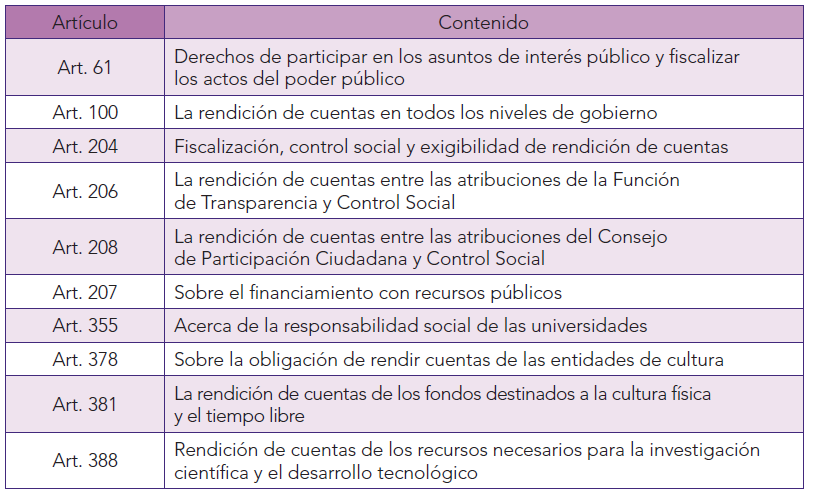 Artículo Contenido
Art. 61
Derechos de participar en los asuntos de interés público y fiscalizar
los actos del poder público
Art. 100 La rendición de cuentas en todos los niveles de gobierno
Art. 204 Fiscalización, control social y exigibilidad de rendición de cuentas
Art. 206
La rendición de cuentas entre las atribuciones de la Función
de Transparencia y Control Social
Art. 208
La rendición de cuentas entre las atribuciones del Consejo
de Participación Ciudadana y Control Social
Art. 207 Sobre el financiamiento con recursos públicos
Art. 355 Acerca de la responsabilidad social de las universidades
Art. 378 Sobre la obligación de rendir cuentas de las entidades de cultura
Art. 381
La rendición de cuentas de los fondos destinados a la cultura física
y el tiempo libre
Art. 388
Rendición de cuentas de los recursos necesarios para la investigación
científica y el desarrollo tecnológico